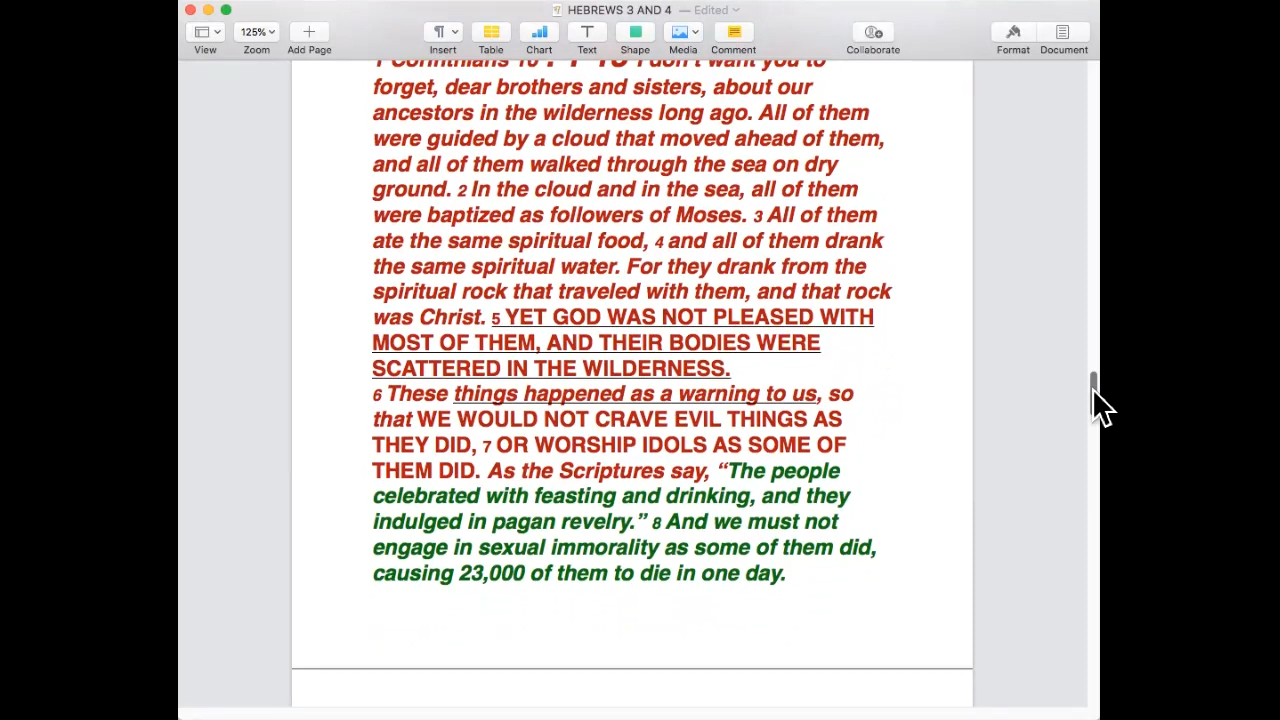 HEBREWS 3 AND 4 — Edited
125%
View Zoom Add Page Insert Table Chart Text Shape Media Comment Collaborate Format Document
1 Corinthians 10 I don't want you to
forget, dear brothers and sisters, about our
ancestors in the wilderness long ago. All of them
were guided by a cloud that moved ahead of them,
and all of them walked through the sea on dry
ground. 2 In the cloud and in the sea, all of them
were baptized as followers of Moses. 3 All of them
ate the same spiritual food, 4 and all of them drank
the same spiritual water. For they drank from the
spiritual rock that traveled with them, and that rock
was Christ. 5 YET GOD WAS NOT PLEASED WITH
MOST OF THEM, AND THEIR BODIES WERE
SCATTERED IN THE WILDERNESS.
6 These things happened as a warning to us, so
that WE WOULD NOT CRAVE EVIL THINGS AS
THEY DID, 7 OR WORSHIP IDOLS AS SOME OF
THEM DID. As the Scriptures say, “The people
celebrated with feasting and drinking, and they
indulged in pagan revelry.” 8 And we must not
engage in sexual immorality as some of them did,
causing 23,000 of them to die in one day.